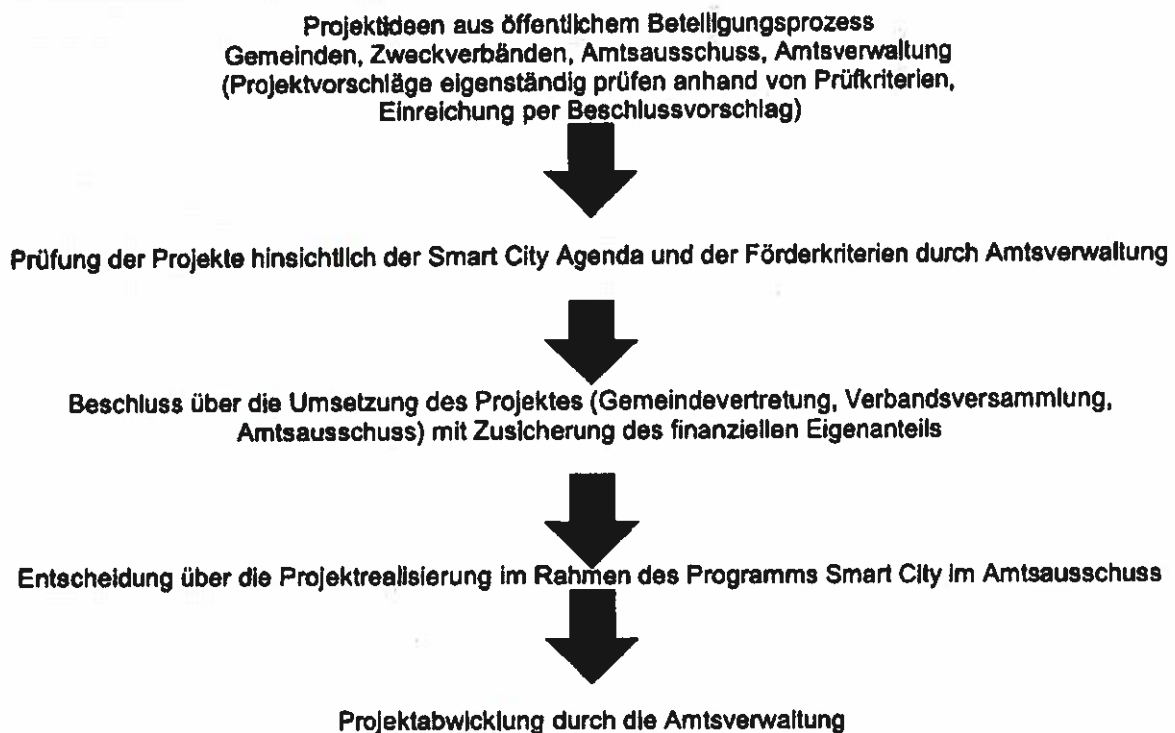 Projektideen aus öffentlichem Beteiligungsprozess
Gemeinden, Zweckverbänden, Amtsausschuss, Amtsverwaltung
(Projektvorschläge eigenständig prüfen anhand von Prüfkriterien,
Einreichung per Beschlussvorschlag)
Prüfung der Projekte hinsichtlich der Smart City Agenda und der Förderkriterien durch Amtsverwaltung
Beschluss über die Umsetzung des Projektes (Gemeindevertretung, Verbandsversammlung,
Amtsausschuss) mit Zusicherung des finanziellen Eigenanteils
Entscheidung über die Projektrealisierung im Rahmen des Programms Smart City im Amtsausschuss
Projektabwicklung durch die Amtsverwaltung